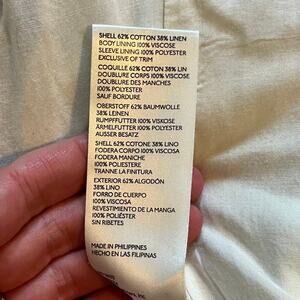 SHELL 62% COTTON 38% LINEN
BODY LINING 100% VISCOSE
SLEEVE LINING 100% POLYESTER
EXCLUSIVE OF TRIM
COQUILLE 62% COTON 38% LIN
DOUBLURE CORPS 100% VISCOSE
DOUBLURE DES MANCHES
100% POLYESTER
SAUF BORDURE
OBERSTOFF 62% BAUMWOLLE
38% LEINEN
RUMPFFUTTER 100% VISKOSE
ÄRMELFUTTER 100% POLYESTER
AUSSER BESATZ
SHELL 62% COTONE 38% LINO
FODERA CORPO 100% VISCOSA
FODERA MANICHE
100% POLIESTERE
TRANNE LA FINITURA
EXTERIOR 62% ALGODÓN
38% LINO
FORRO DE CUERPO
100% VISCOSA
REVESTIMIENTO DE LA MANGA
100% POLIÉSTER
SIN RIBETES
MADE IN PHILIPPINES
HECHO EN LAS FILIPINAS